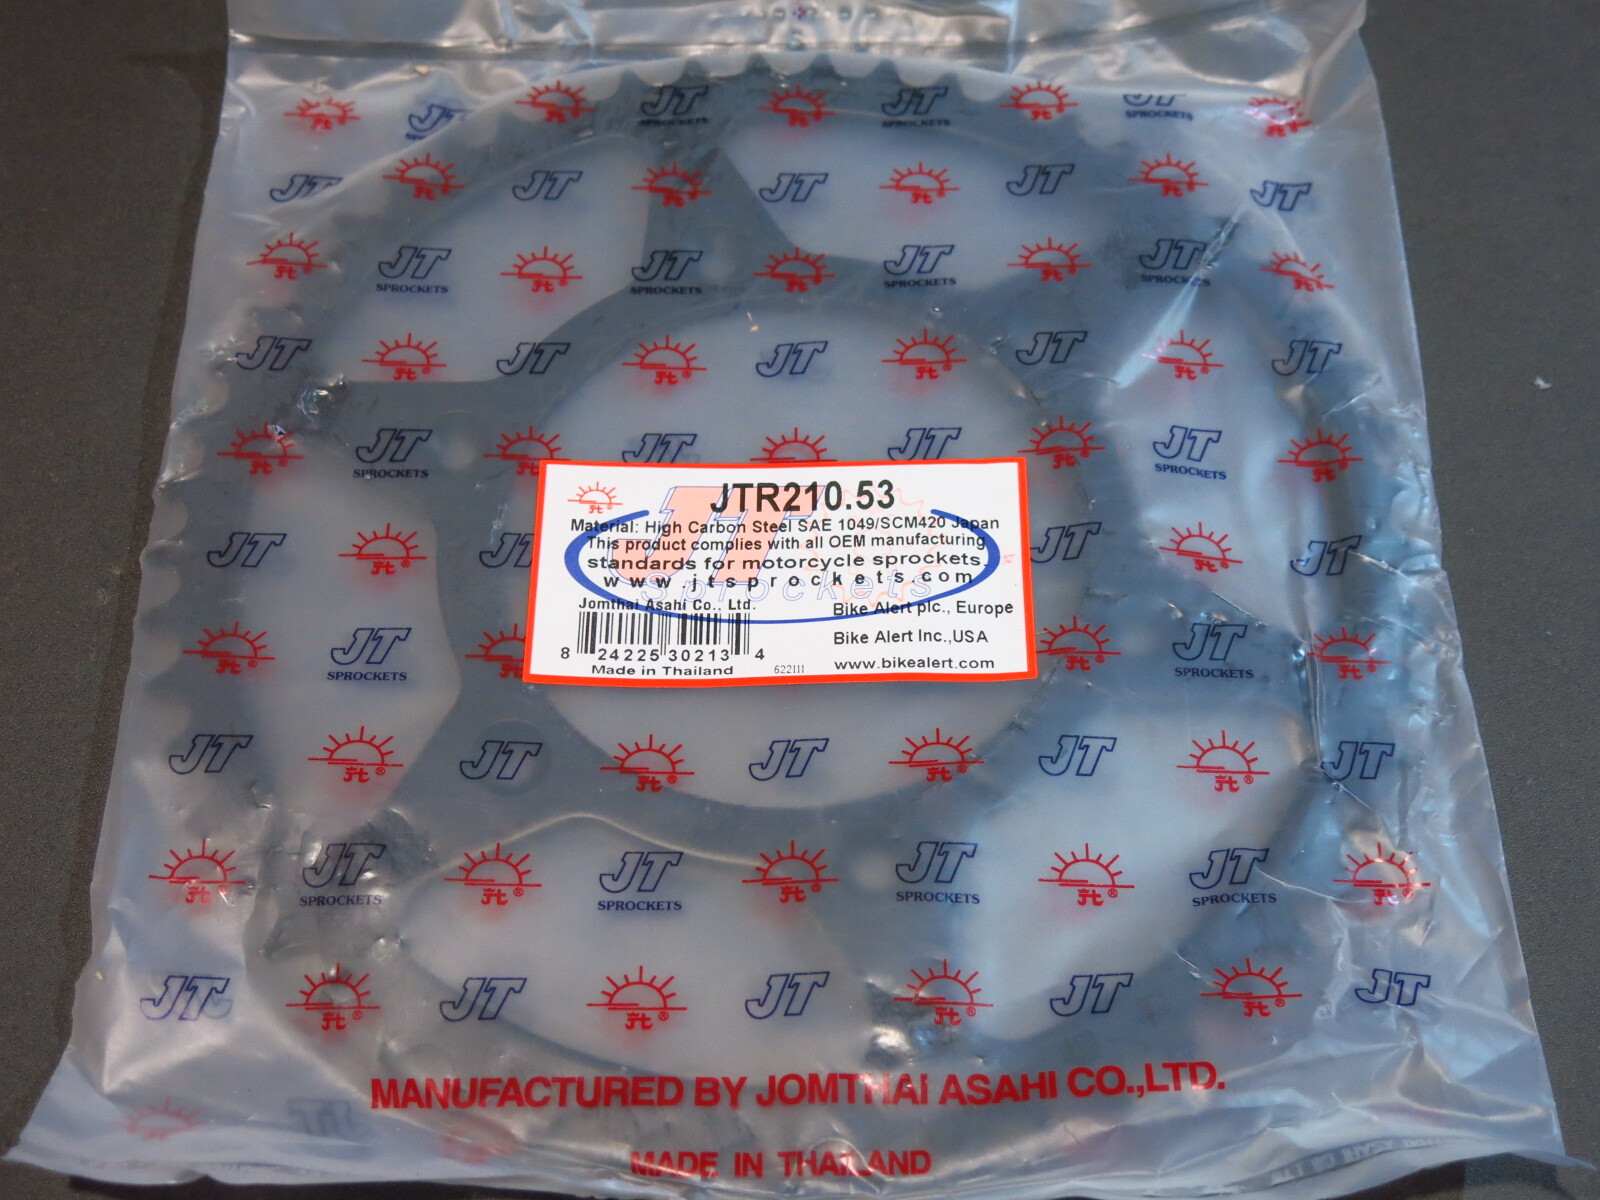 JTR210.53
Material: High Carbon Steel SAE 1049/SCM420 Japan
This product complies with all OEM manufacturing
standards for motorcycle sprockets.
www.jtsprockets.com
Jomthai Asahi Co., Ltd.
Bike Alert plc., Europe
Bike Alert Inc.,USA
8 24225 30213 4
Made in Thailand
622111
www.bikealert.com
JT
SPROCKETS
MANUFACTURED BY JOMTHAI ASAHI CO.,LTD.
MADE IN THAILAND